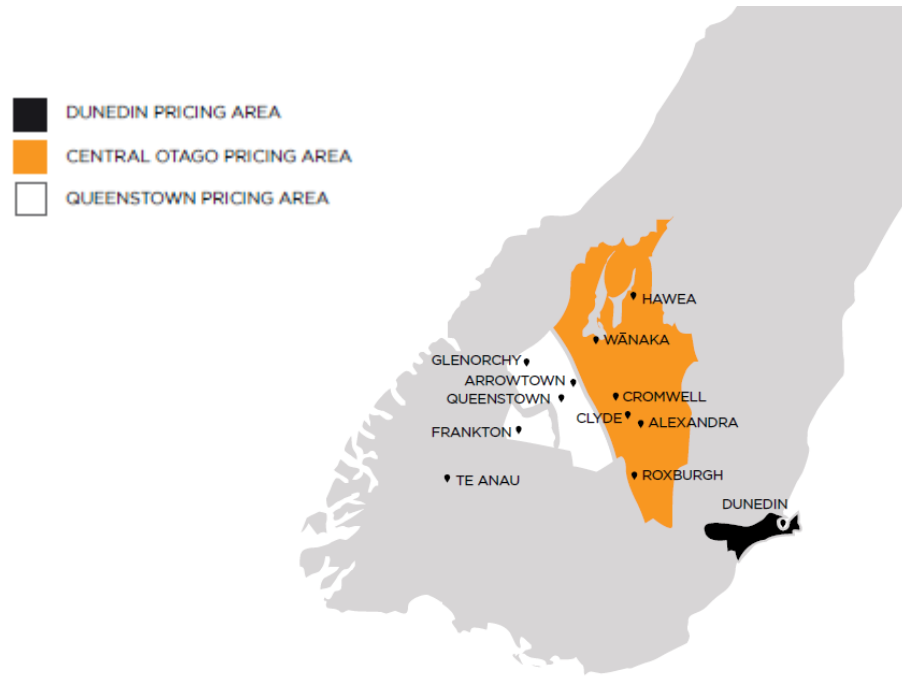 DUNEDIN PRICING AREA
CENTRAL OTAGO PRICING AREA
QUEENSTOWN PRICING AREA
HAWEA
WĀNAKA
GLENORCHY
ARROWTOWN
QUEENSTOWN
CROMWELL
CLYDE
ALEXANDRA
FRANKTON
ROXBURGH
TE ANAU
DUNEDIN